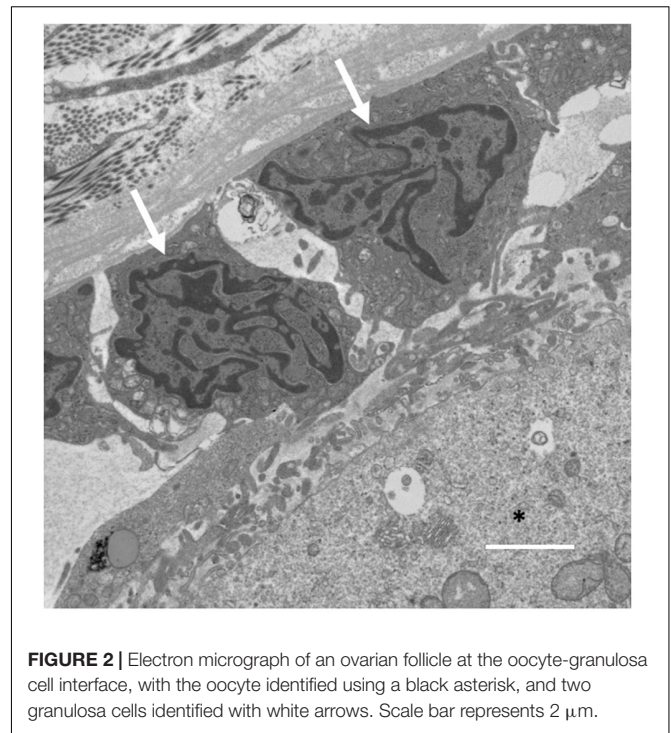 *
FIGURE 2 | Electron micrograph of an ovarian follicle at the oocyte-granulosa
cell interface, with the oocyte identified using a black asterisk, and two
granulosa cells identified with white arrows. Scale bar represents 2 μm.